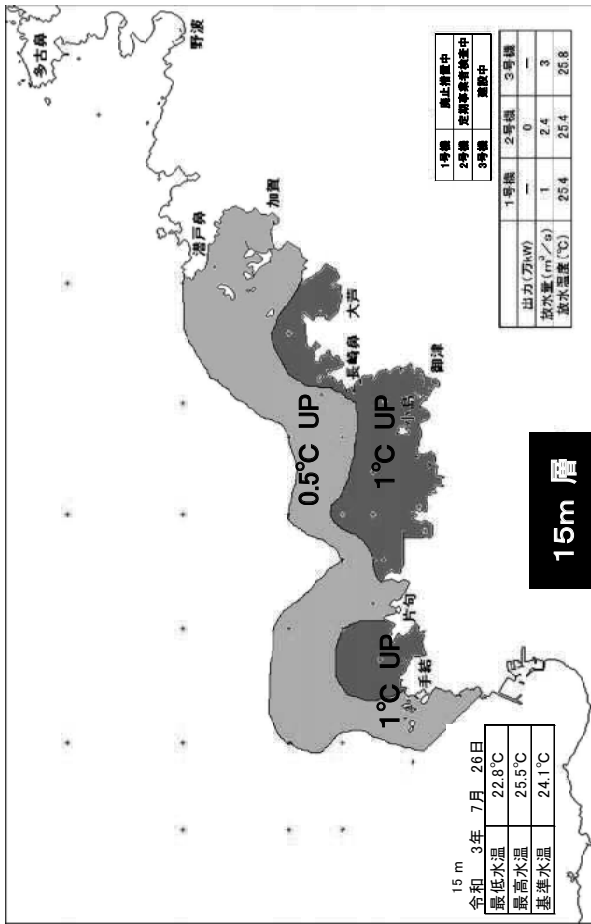 多古鼻
野波
潜戸鼻
加賀
大芦
長崎鼻
御津
小島
片句
手結
0.5℃ UP
1℃ UP
1℃ UP
15m 層
1号機 廃止措置中
2号機 定期事業者検査中
3号機 建設中
1号機 2号機 3号機
出力(万kW) － 0 －
放水量(m³／s) 1 2.4 3
放水温度(℃) 25.4 25.4 25.8
15 m
令和 3年 7月 26日
最低水温 22.8℃
最高水温 25.5℃
基準水温 24.1℃